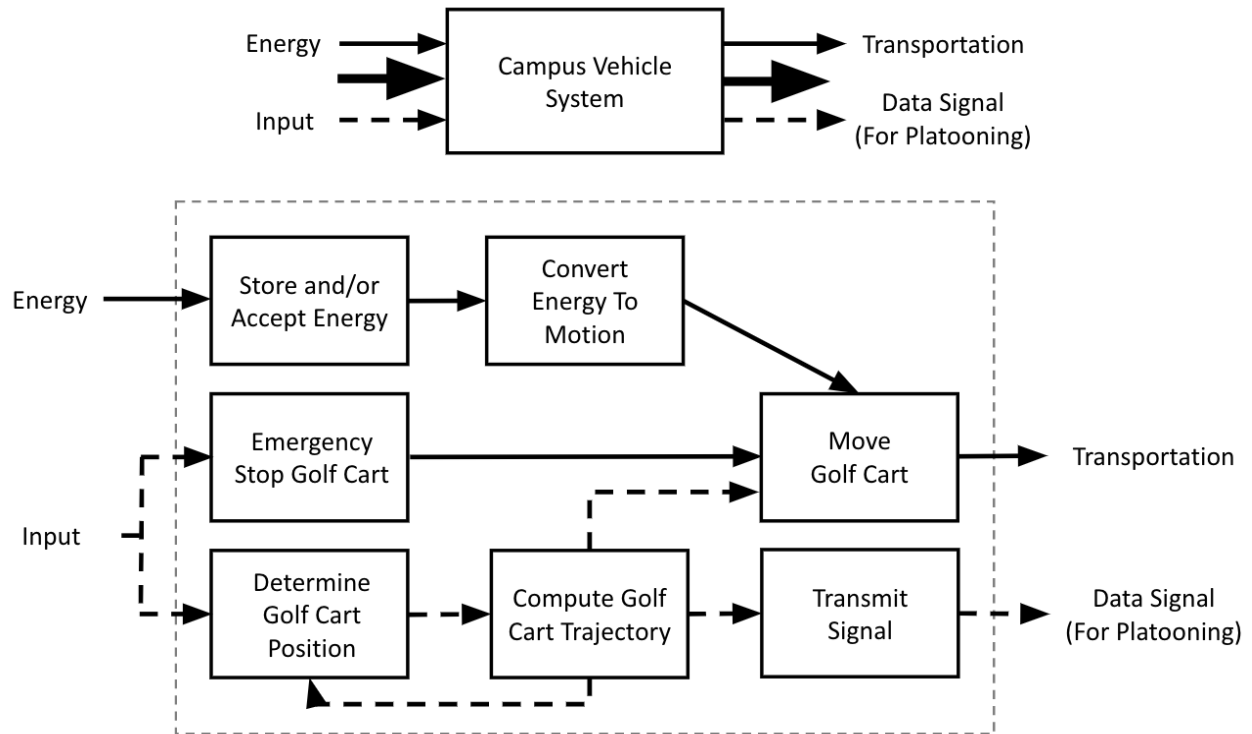 Energy
Input
Campus Vehicle
System
Transportation
Data Signal
(For Platooning)
Energy
Store and/or
Accept Energy
Convert
Energy To
Motion
Input
Emergency
Stop Golf Cart
Move
Golf Cart
Transportation
Determine
Golf Cart
Position
Compute Golf
Cart Trajectory
Transmit
Signal
Data Signal
(For Platooning)